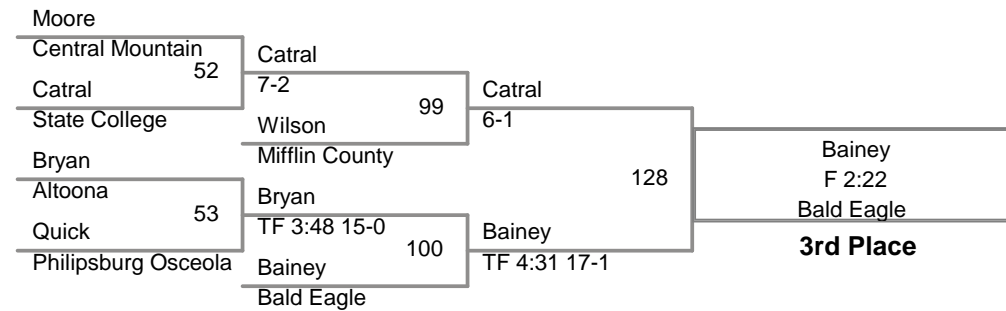 Moore
Central Mountain
52
Catral
State College
Bryan
Altoona
53
Quick
Philipsburg Osceola
Catral
7-2
99
Wilson
Mifflin County
Bryan
TF 3:48 15-0
100
Bainey
Bald Eagle
Catral
6-1
128
Bainey
TF 4:31 17-1
Bainey
F 2:22
Bald Eagle
3rd Place